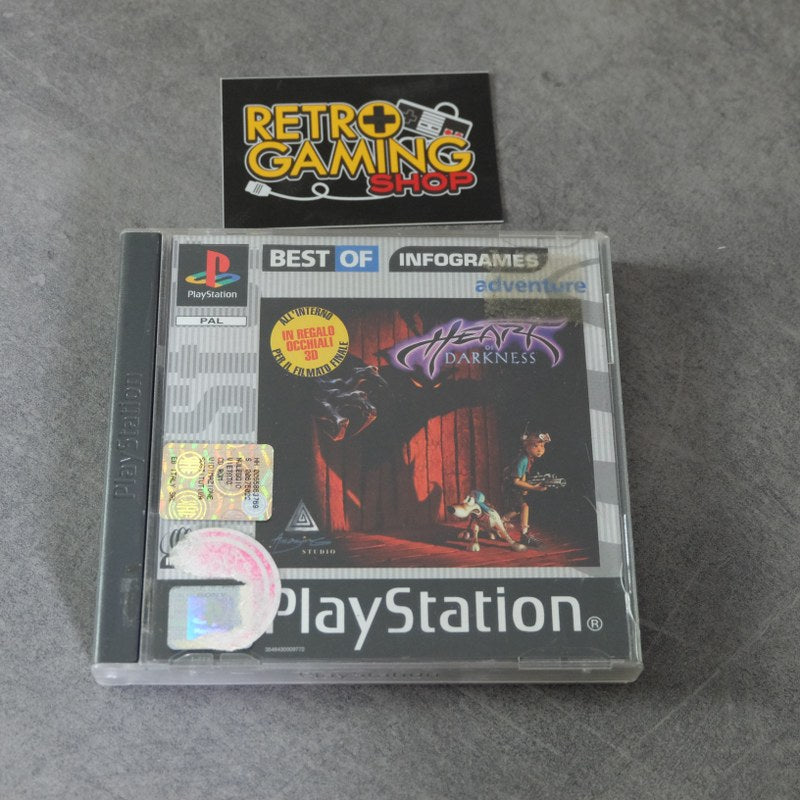 RETRO
GAMING
SHOP
PlayStation
BEST OF INFOGRAMES
adventure
PlayStation
PAL
ALL'INTERNO
IN REGALO
OCCHIALI
3D
PER IL FILMATO FINALE
HEART
OF
DARKNESS
STUDIO
PlayStation®